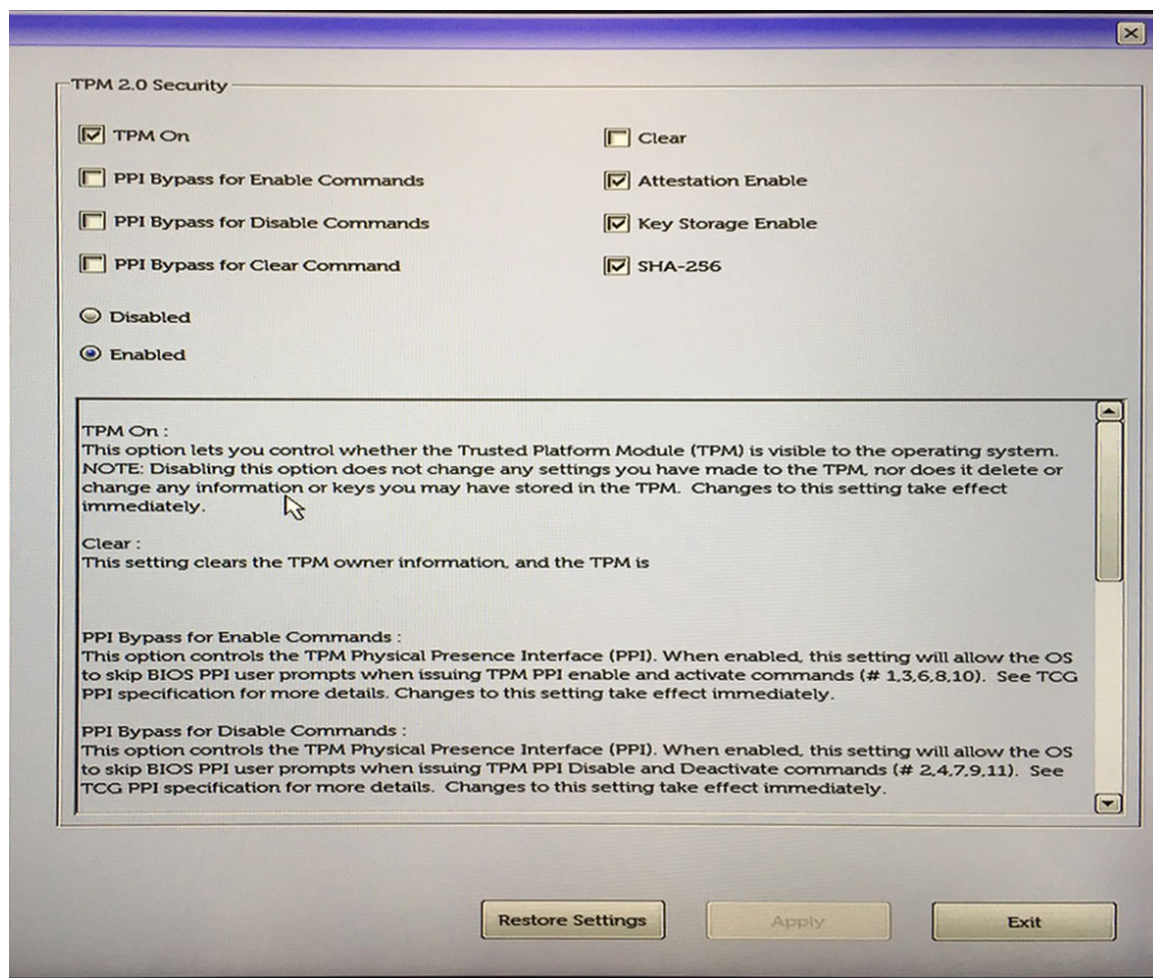 TPM 2.0 Security
TPM On
Clear
PPI Bypass for Enable Commands
Attestation Enable
PPI Bypass for Disable Commands
Key Storage Enable
PPI Bypass for Clear Command
SHA-256
Disabled
Enabled
TPM On :
This option lets you control whether the Trusted Platform Module (TPM) is visible to the operating system.
NOTE: Disabling this option does not change any settings you have made to the TPM, nor does it delete or
change any information or keys you may have stored in the TPM. Changes to this setting take effect
immediately.
Clear :
This setting clears the TPM owner information, and the TPM is
PPI Bypass for Enable Commands :
This option controls the TPM Physical Presence Interface (PPI). When enabled, this setting will allow the OS
to skip BIOS PPI user prompts when issuing TPM PPI enable and activate commands (# 1,3,6,8,10). See TCG
PPI specification for more details. Changes to this setting take effect immediately.
PPI Bypass for Disable Commands :
This option controls the TPM Physical Presence Interface (PPI). When enabled, this setting will allow the OS
to skip BIOS PPI user prompts when issuing TPM PPI Disable and Deactivate commands (# 2,4,7,9,11). See
TCG PPI specification for more details. Changes to this setting take effect immediately.
Restore Settings
Apply
Exit